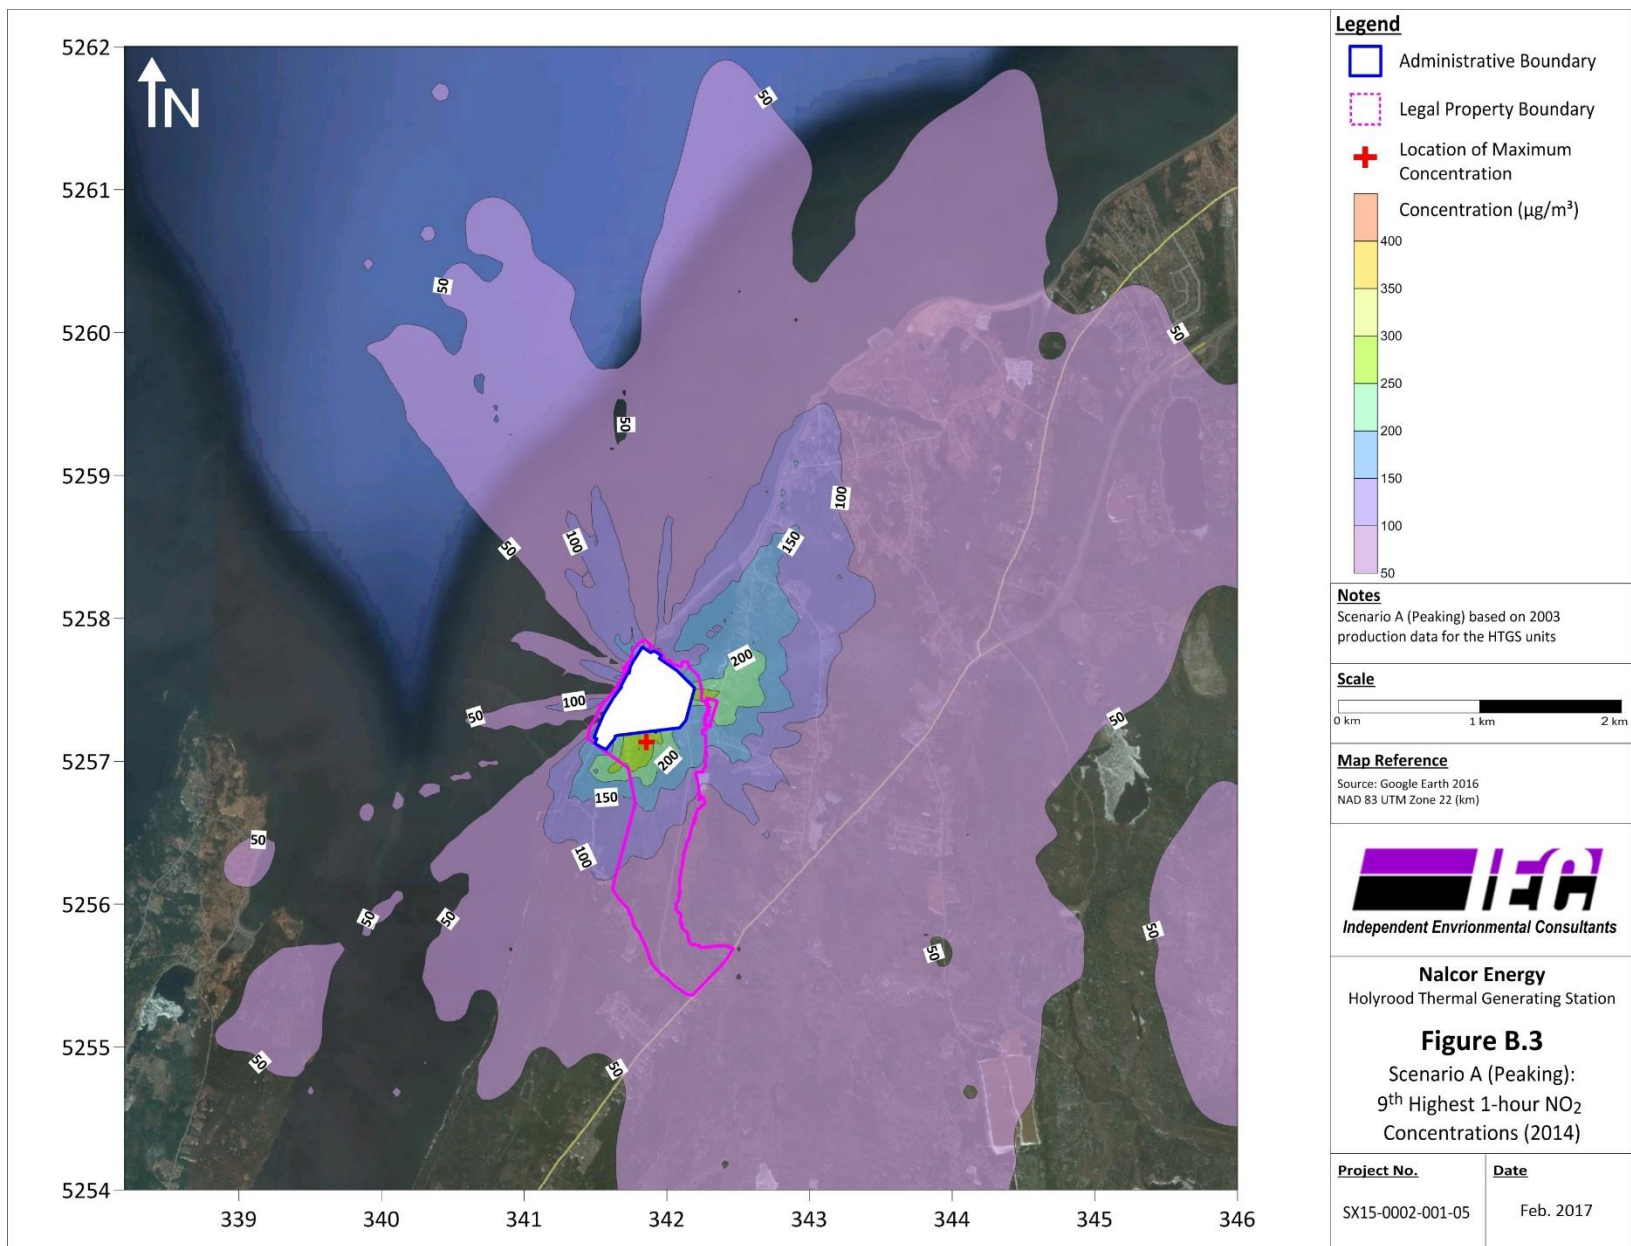 5262
5261
5260
5259
5258
5257
5256
5255
5254
339
340
341
342
343
344
345
346
N
50
50
50
50
50
100
100
150
50
200
100
50
50
200
150
100
50
50
50
50
50
50
50
Legend
Administrative Boundary
Legal Property Boundary
Location of Maximum
Concentration
Concentration (µg/m³)
400
350
300
250
200
150
100
50
Notes
Scenario A (Peaking) based on 2003
production data for the HTGS units
Scale
0 km 1 km 2 km
Map Reference
Source: Google Earth 2016
NAD 83 UTM Zone 22 (km)
IEC
Independent Envrionmental Consultants
Nalcor Energy
Holyrood Thermal Generating Station
Figure B.3
Scenario A (Peaking):
9th Highest 1-hour NO2
Concentrations (2014)
Project No. Date
SX15-0002-001-05 Feb. 2017